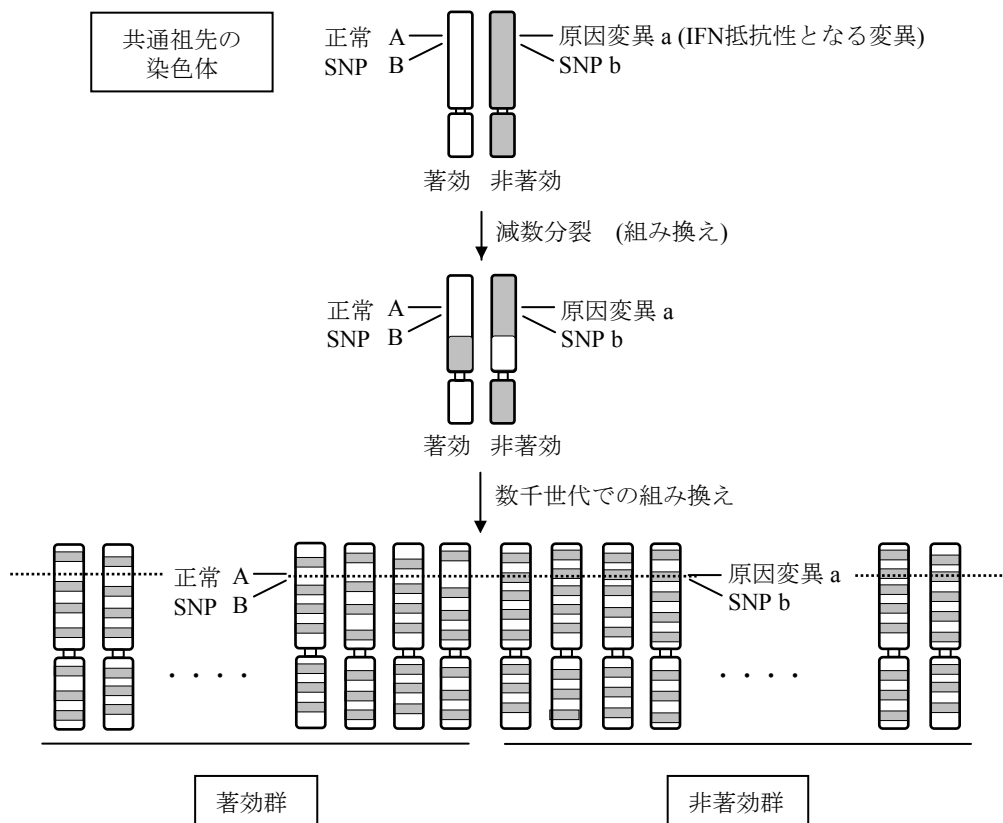 共通祖先の
染色体
正常 A
SNP B
原因変異 a (IFN抵抗性となる変異)
SNP b
著効 非著効
減数分裂 (組み換え)
正常 A
SNP B
原因変異 a
SNP b
著効 非著効
数千世代での組み換え
正常 A
SNP B
原因変異 a
SNP b
・・・・ ・・・・
著効群 非著効群